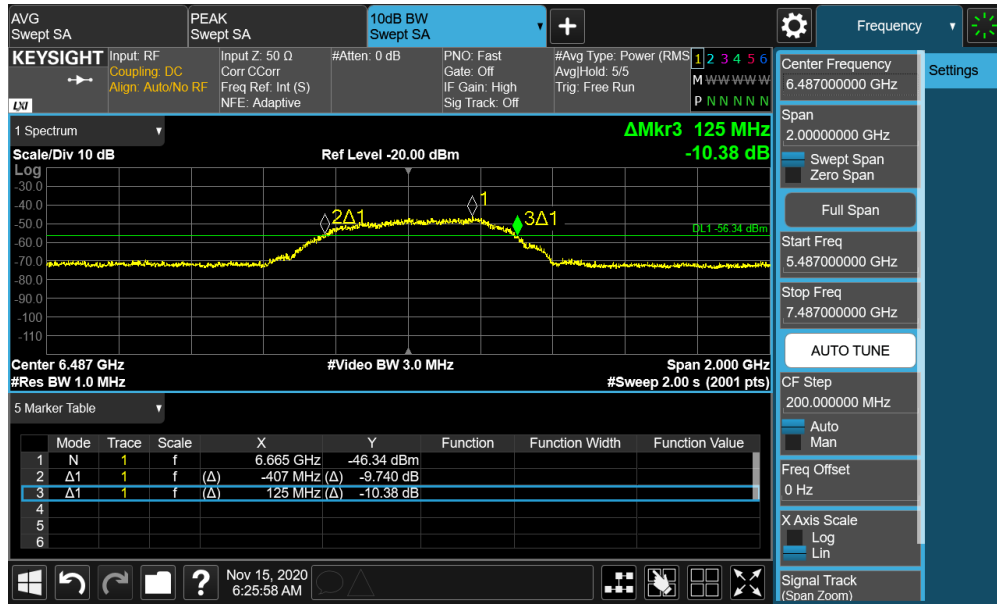 AVG
Swept SA
PEAK
Swept SA
10dB BW
Swept SA
Frequency
KEYSIGHT
LXI
Input: RF
Coupling: DC
Align: Auto/No RF
Input Z: 50 Ω
Corr CCorr
Freq Ref: Int (S)
NFE: Adaptive
#Atten: 0 dB
PNO: Fast
Gate: Off
IF Gain: High
Sig Track: Off
#Avg Type: Power (RMS
Avg|Hold: 5/5
Trig: Free Run
1 2 3 4 5 6
M W W W W W
P N N N N N
1 Spectrum
ΔMkr3 125 MHz
-10.38 dB
Scale/Div 10 dB
Ref Level -20.00 dBm
Log
-30.0
-40.0
-50.0
-60.0
-70.0
-80.0
-90.0
-100
-110
2Δ1
1
3Δ1
DL1 -56.34 dBm
Center 6.487 GHz
#Video BW 3.0 MHz
Span 2.000 GHz
#Res BW 1.0 MHz
#Sweep 2.00 s (2001 pts)
5 Marker Table
Mode Trace Scale X Y Function Function Width Function Value
1 N 1 f 6.665 GHz -46.34 dBm
2 Δ1 1 f (Δ) -407 MHz (Δ) -9.740 dB
3 Δ1 1 f (Δ) 125 MHz (Δ) -10.38 dB
4
5
6
Nov 15, 2020
6:25:58 AM
Center Frequency
6.487000000 GHz
Span
2.00000000 GHz
Swept Span
Zero Span
Full Span
Start Freq
5.487000000 GHz
Stop Freq
7.487000000 GHz
AUTO TUNE
CF Step
200.000000 MHz
Auto
Man
Freq Offset
0 Hz
X Axis Scale
Log
Lin
Signal Track
(Span Zoom)
Settings